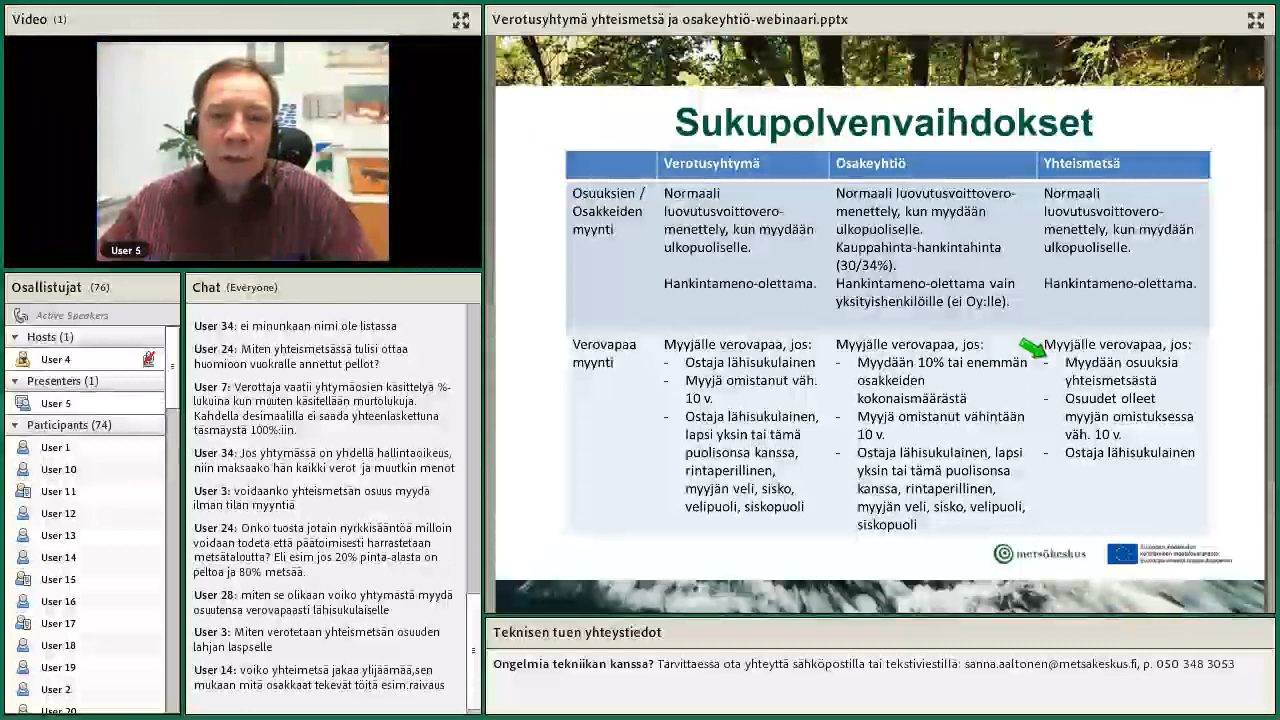 Video (1)
User 5
Osallistujat (76)
Active Speakers
Hosts (1)
User 4
Presenters (1)
User 5
Participants (74)
User 1
User 10
User 11
User 12
User 13
User 14
User 15
User 16
User 17
User 18
User 19
User 2
User 20
Chat (Everyone)
User 34: ei minunkaan nimi ole listassa
User 24: Miten yhteismetsässä tulisi ottaa
huomioon vuokralle annettut pellot?
User 7: Verottaja vaatii yhtymäosien käsittelyä %-
lukuina kun muuten käsitellään murtolukuja.
Kahdella desimaalilla ei saada yhteenlaskettuna
täsmäystä 100%:iin.
User 34: Jos yhtymässä on yhdellä hallintaoikeus,
niin maksaako hän kaikki verot ja muutkin menot
User 3: voidaanko yhteismetsän osuus myydä
ilman tilan myyntiä
User 24: Onko tuosta jotain nyrkkisääntöä milloin
voidaan todeta että päätoimisesti harrastetaan
metsätaloutta? Eli esim jos 20% pinta-alasta on
peltoa ja 80% metsää.
User 28: miten se olikaan voiko yhtymästä myydä
osuutensa verovapaasti lähisukulaiselle
User 3: Miten verotetaan yhteismetsän osuuden
lahjan laspselle
User 14: voiko yhteimetsä jakaa ylijäämää,sen
mukaan mitä osakkaat tekevät töitä esim.raivaus
Verotusyhtymä yhteismetsä ja osakeyhtiö-webinaari.pptx
Sukupolvenvaihdokset
Verotusyhtymä Osakeyhtiö Yhteismetsä
Osuuksien /
Osakkeiden
myynti
Normaali
luovutusvoittovero-
menettely, kun myydään
ulkopuoliselle.
Hankintameno-olettama.
Normaali luovutusvoittovero-
menettely, kun myydään
ulkopuoliselle.
Kauppahinta-hankintahinta
(30/34%).
Hankintameno-olettama vain
yksityishenkilöille (ei Oy:lle).
Normaali
luovutusvoittovero-
menettely, kun myydään
ulkopuoliselle.
Hankintameno-olettama.
Verovapaa
myynti
Myyjälle verovapaa, jos:
- Ostaja lähisukulainen
- Myyjä omistanut väh.
10 v.
- Ostaja lähisukulainen,
lapsi yksin tai tämä
puolisonsa kanssa,
rintaperillinen,
myyjän veli, sisko,
velipuoli, siskopuoli
Myyjälle verovapaa, jos:
- Myydään 10% tai enemmän
osakkeiden
kokonaismäärästä
- Myyjä omistanut vähintään
10 v.
- Ostaja lähisukulainen, lapsi
yksin tai tämä puolisonsa
kanssa, rintaperillinen,
myyjän veli, sisko, velipuoli,
siskopuoli
Myyjälle verovapaa, jos:
- Myydään osuuksia
yhteismetsästä
- Osuudet olleet
myyjän omistuksessa
väh. 10 v.
- Ostaja lähisukulainen
metsäkeskus
Teknisen tuen yhteystiedot
Ongelmia tekniikan kanssa? Tarvittaessa ota yhteyttä sähköpostilla tai tekstiviestillä: sanna.aaltonen@metsakeskus.fi, p. 050 348 3053